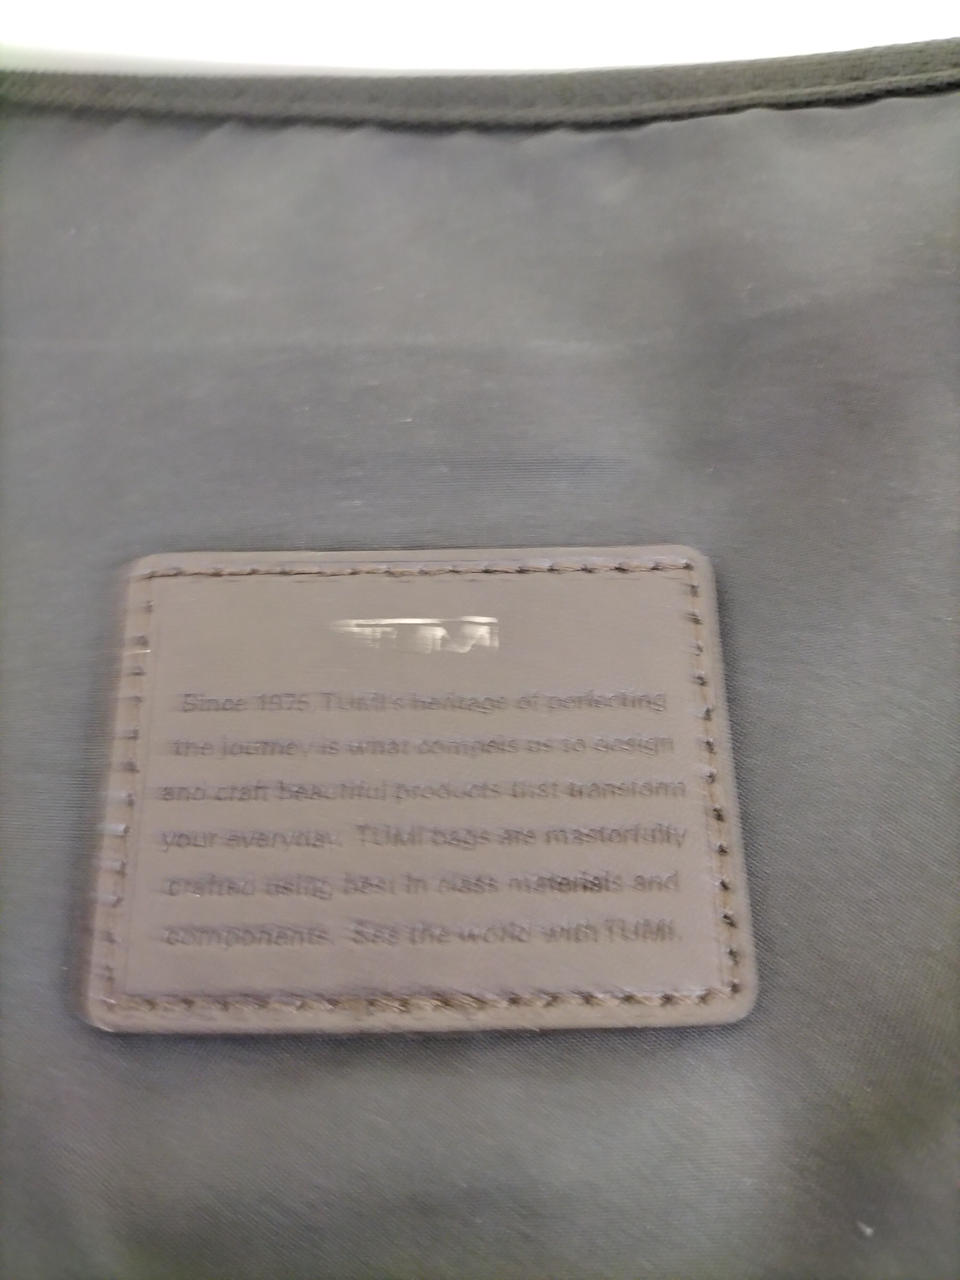 TUMI
Since 1975 TUMI's heritage of perfecting
the journey is what compels us to design
and craft beautiful products that transform
your everyday. TUMI bags are masterfully
crafted using best in class materials and
components. See the world with TUMI.